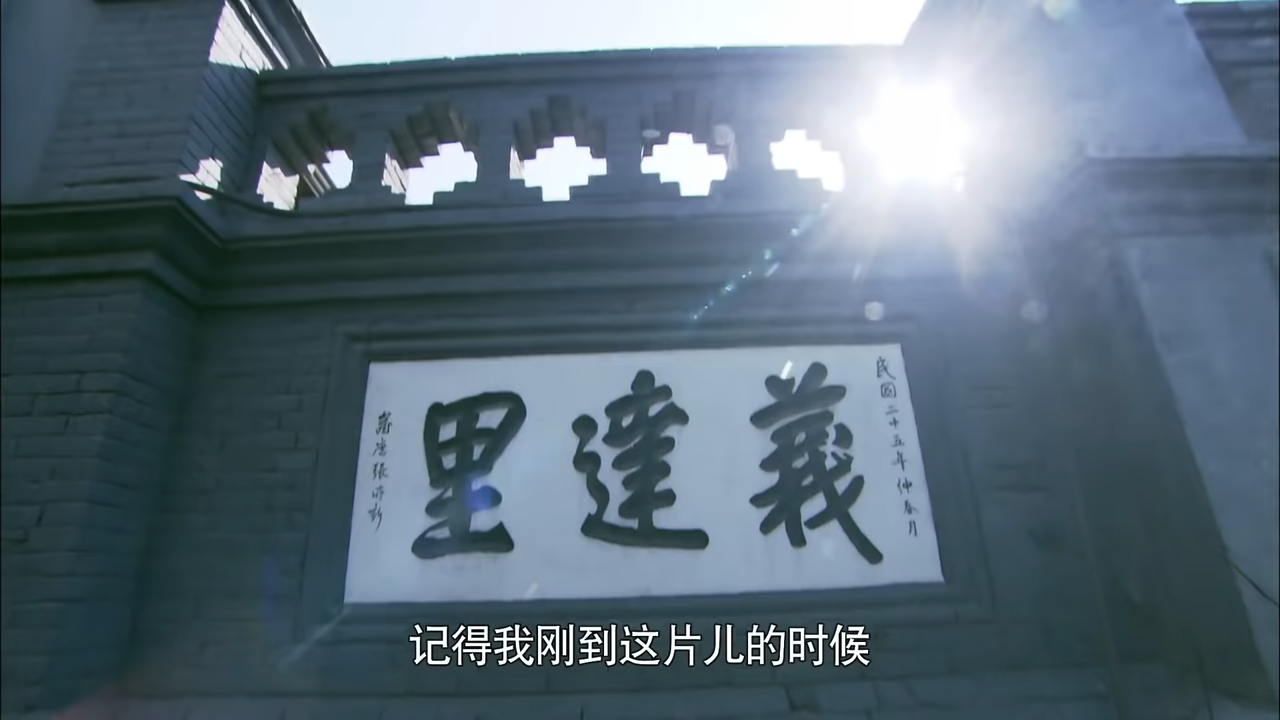 民國二十五年仲春月
義達里
记得我刚到这片儿的时候